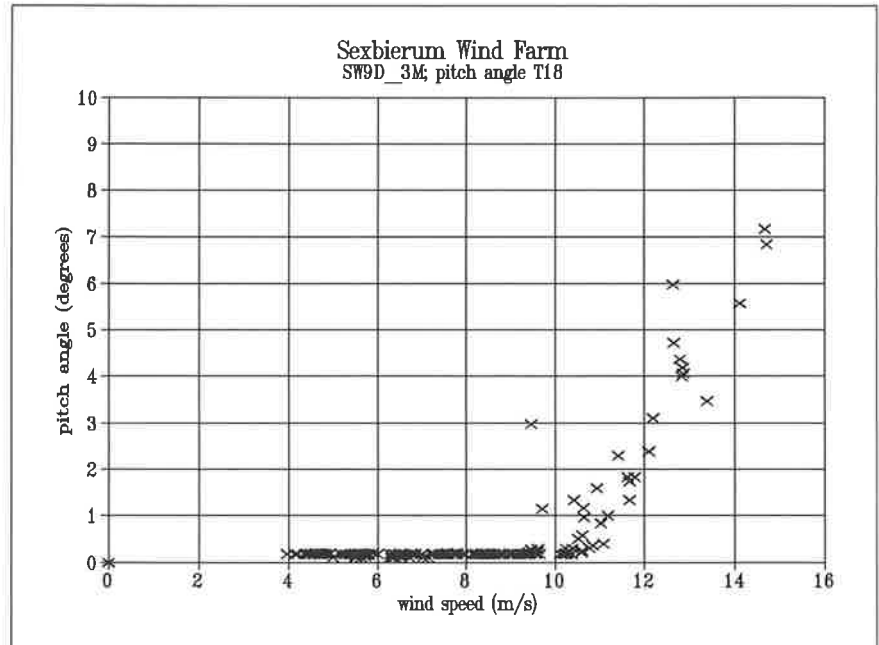 Sexbierum Wind Farm
SW9D_3M; pitch angle T18
10
9
8
7
6
5
4
3
2
1
0
pitch angle (degrees)
0 2 4 6 8 10 12 14 16
wind speed (m/s)